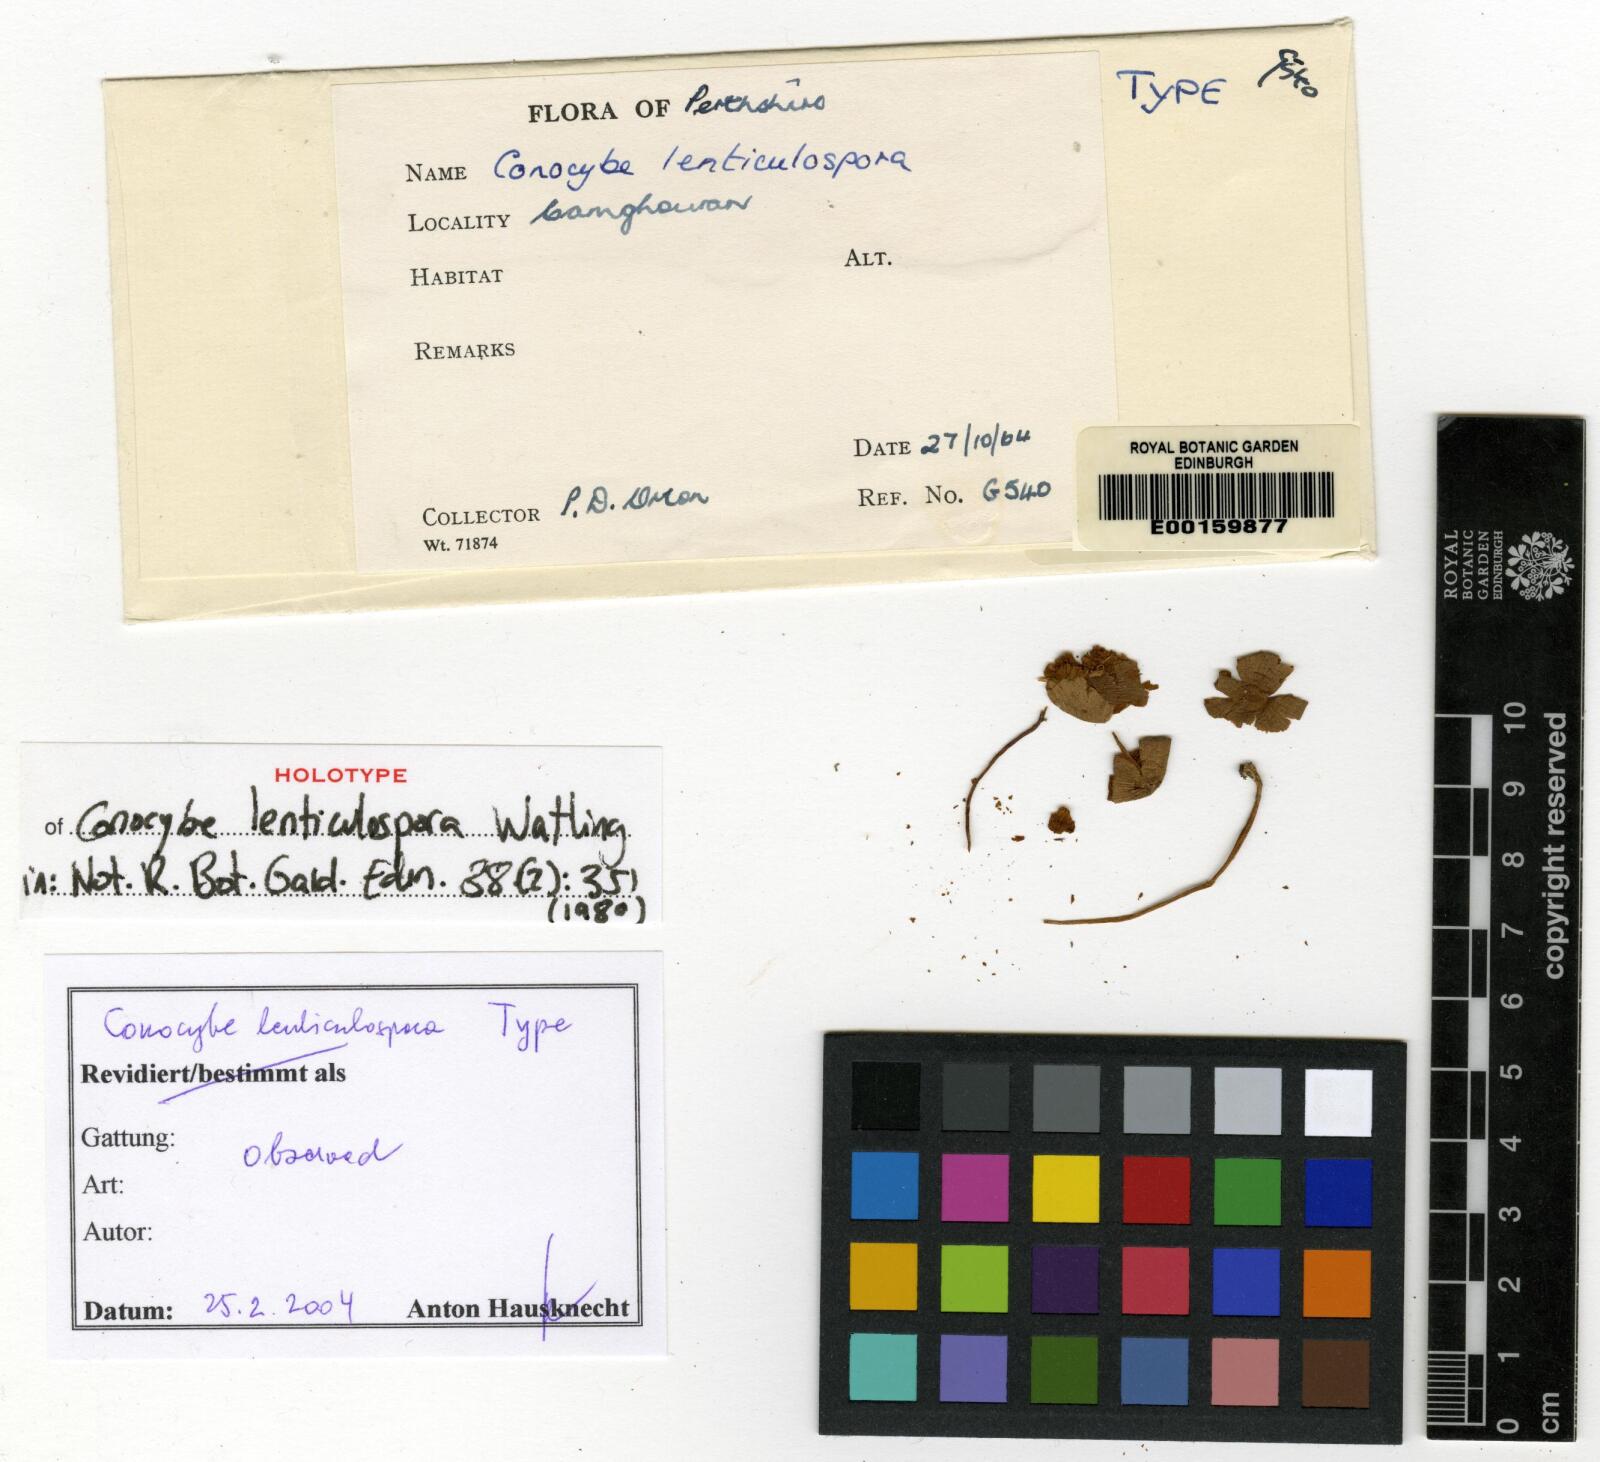 FLORA OF Perthshire
TYPE
NAME Conocybe lenticulospora
LOCALITY Camghouran
HABITAT
ALT.
REMARKS
DATE 27/10/64
COLLECTOR P. D. Orton
REF. NO. G540
Wt. 71874
ROYAL BOTANIC GARDEN
EDINBURGH
E00159877
HOLOTYPE
of Conocybe lenticulospora Watling
in: Not. R. Bot. Gard. Edin. 38(2): 351
(1980)
Conocybe lenticulospora Type
Revidiert/bestimmt als
Gattung:
observed
Art:
Autor:
Datum: 25.2.2004 Anton Hausknecht
ROYAL
BOTANIC
GARDEN
EDINBURGH
copyright reserved
10
9
8
7
6
5
4
3
2
1
0
cm